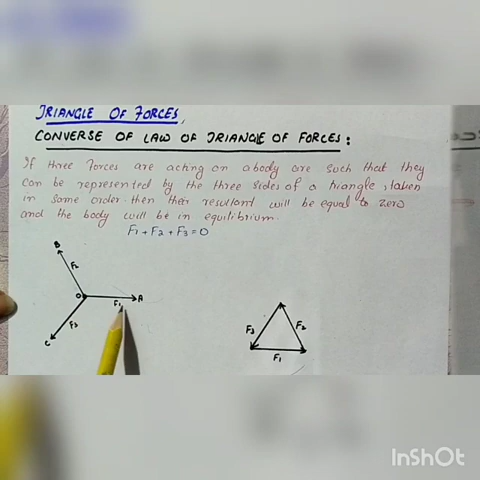 TRIANGLE OF FORCES,
CONVERSE OF LAW OF TRIANGLE OF FORCES:
If three Forces are acting on a body are such that they
can be represented by the three sides of a triangle, taken
in same order then their resultant will be equal to zero
and the body will be in equilibrium.
F1+F2+F3=0
B
F2
O
A
F1
F3
C
F3
F2
F1
InShOt